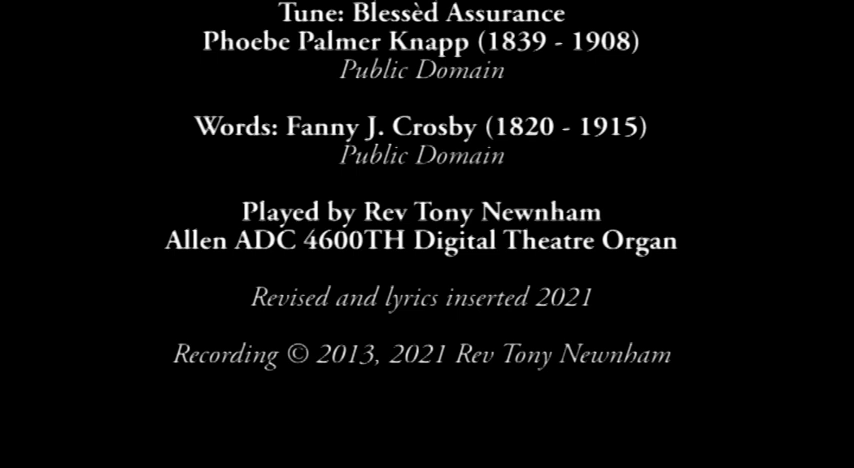 Tune: Blessèd Assurance
Phoebe Palmer Knapp (1839 - 1908)
Public Domain
Words: Fanny J. Crosby (1820 - 1915)
Public Domain
Played by Rev Tony Newnham
Allen ADC 4600TH Digital Theatre Organ
Revised and lyrics inserted 2021
Recording © 2013, 2021 Rev Tony Newnham